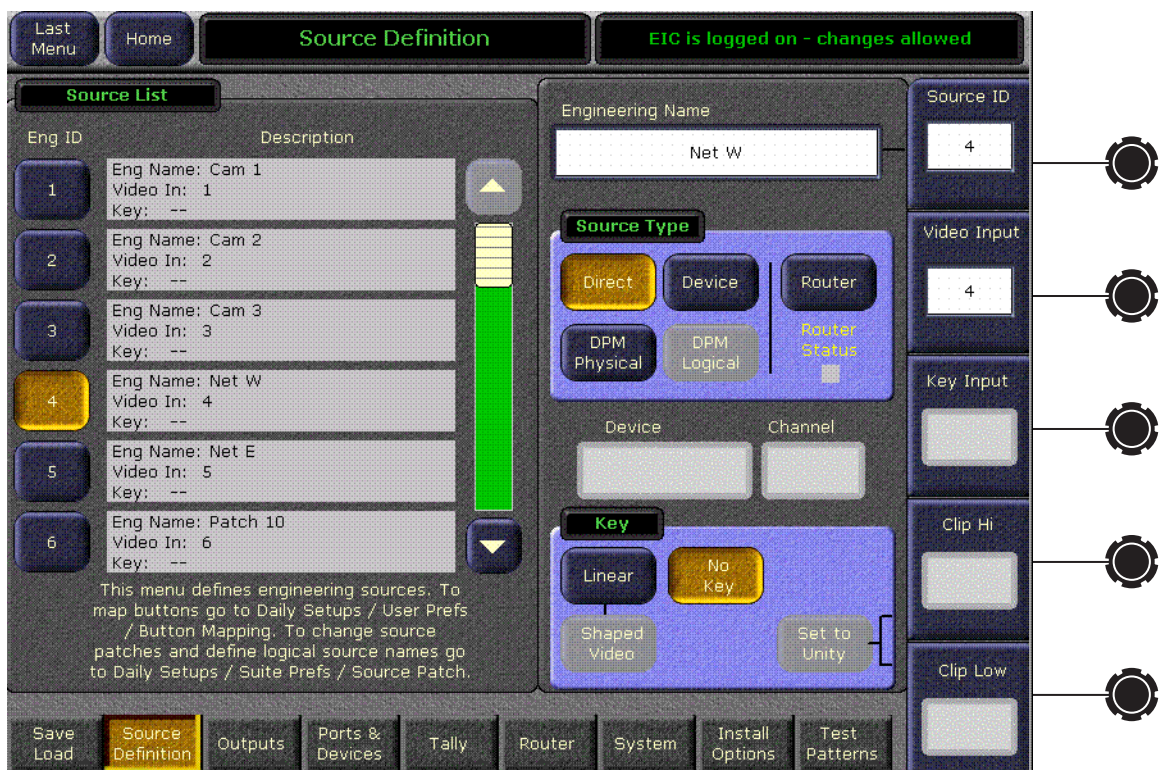 Last
Menu
Home
Source Definition
EIC is logged on - changes allowed
Source List
Eng ID
Description
1
Eng Name: Cam 1
Video In: 1
Key: --
2
Eng Name: Cam 2
Video In: 2
Key: --
3
Eng Name: Cam 3
Video In: 3
Key: --
4
Eng Name: Net W
Video In: 4
Key: --
5
Eng Name: Net E
Video In: 5
Key: --
6
Eng Name: Patch 10
Video In: 6
Key: --
This menu defines engineering sources. To
map buttons go to Daily Setups / User Prefs
/ Button Mapping. To change source
patches and define logical source names go
to Daily Setups / Suite Prefs / Source Patch.
Engineering Name
Net W
Source Type
Direct
Device
Router
DPM
Physical
DPM
Logical
Router
Status
Device
Channel
Key
Linear
No
Key
Shaped
Video
Set to
Unity
Source ID
4
Video Input
4
Key Input
Clip Hi
Clip Low
Save
Load
Source
Definition
Outputs
Ports &
Devices
Tally
Router
System
Install
Options
Test
Patterns